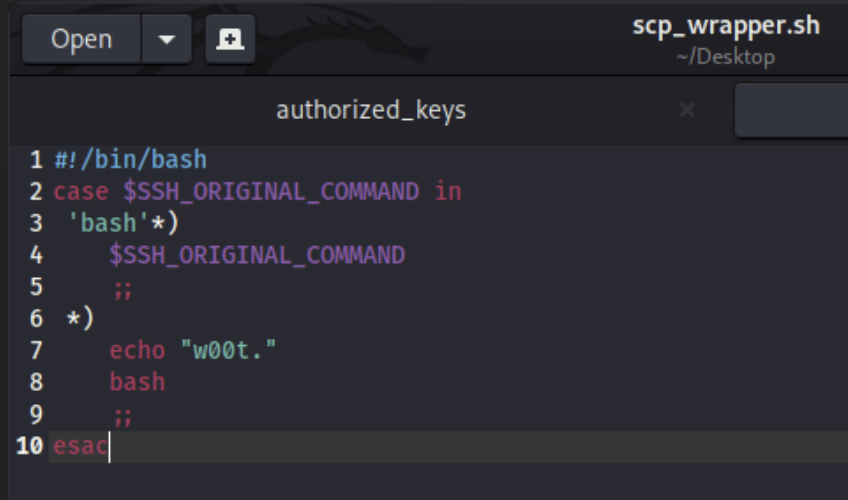 Open
scp_wrapper.sh
~/Desktop
authorized_keys
1 #!/bin/bash
2 case $SSH_ORIGINAL_COMMAND in
3 'bash'*)
4 $SSH_ORIGINAL_COMMAND
5 ;;
6 *)
7 echo "w00t."
8 bash
9 ;;
10 esac